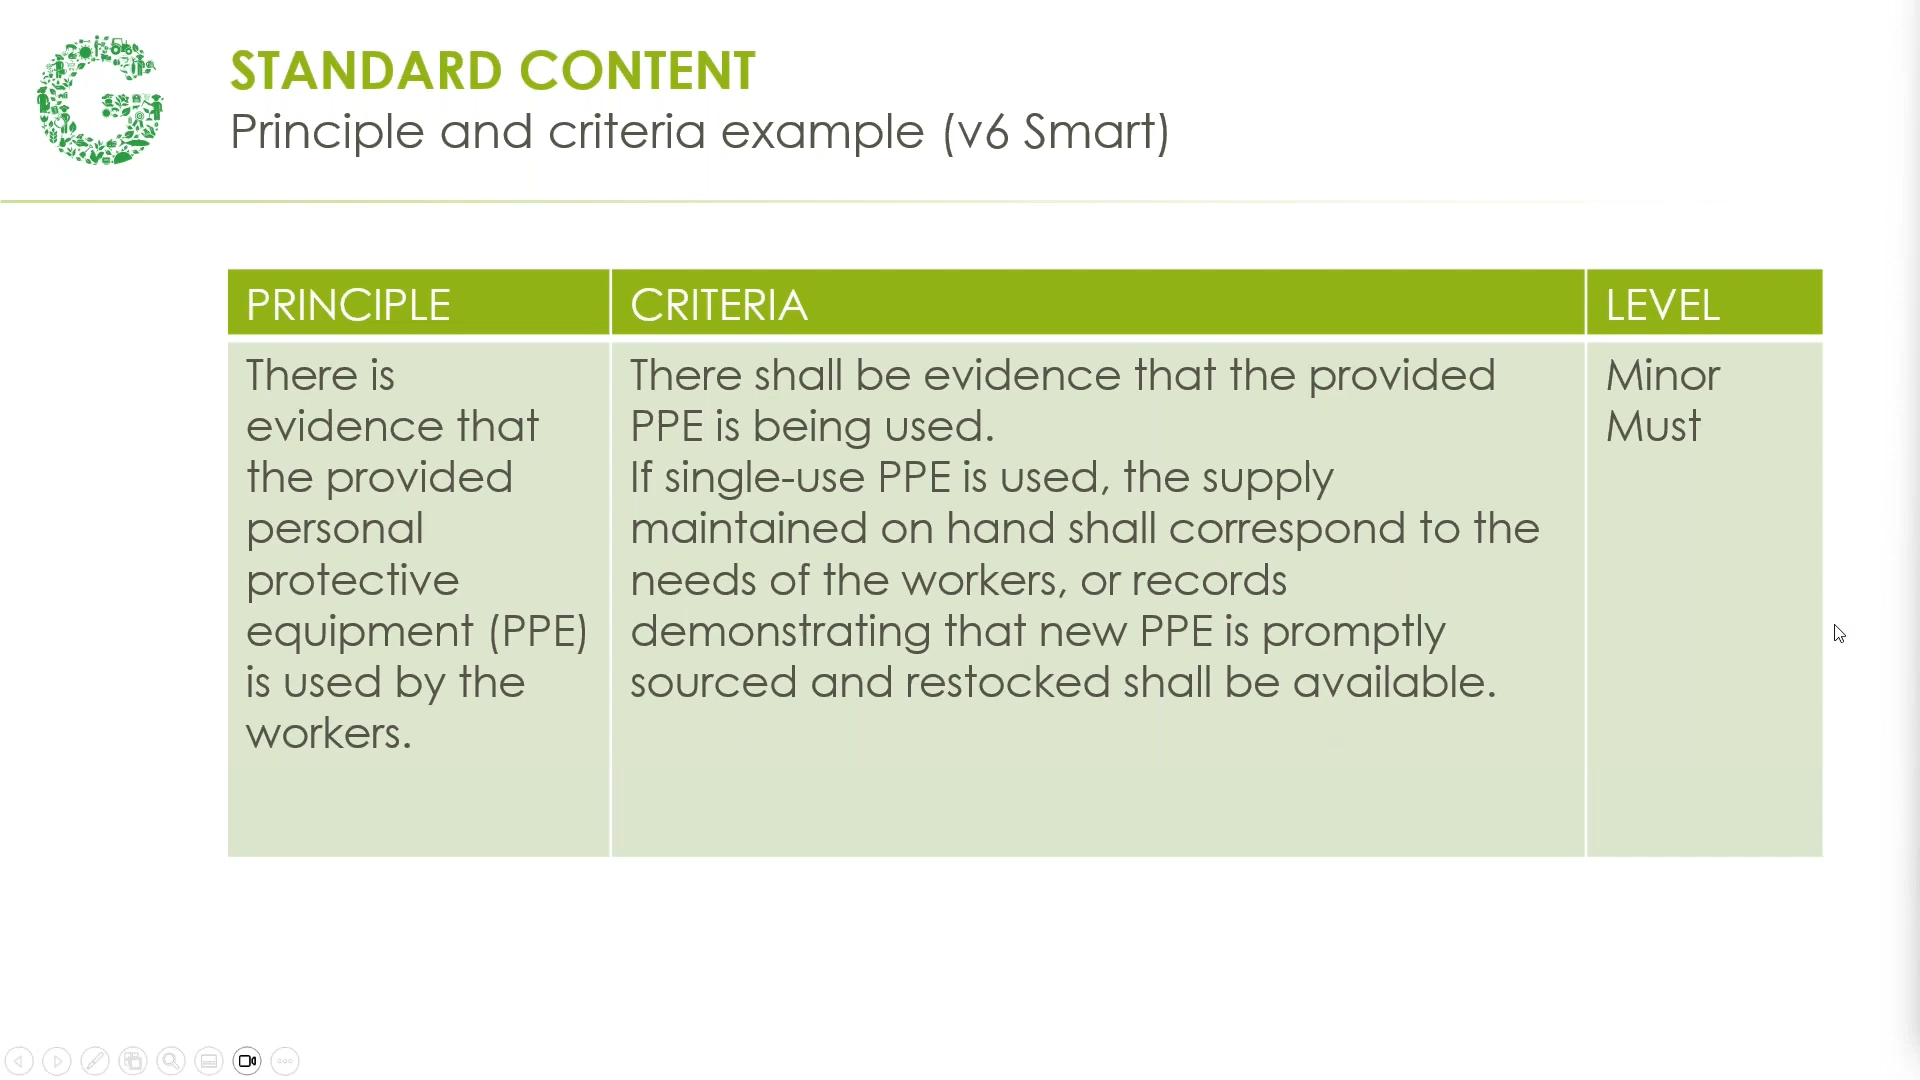 STANDARD CONTENT
Principle and criteria example (v6 Smart)
PRINCIPLE
CRITERIA
LEVEL
There is
evidence that
the provided
personal
protective
equipment (PPE)
is used by the
workers.
There shall be evidence that the provided
PPE is being used.
If single-use PPE is used, the supply
maintained on hand shall correspond to the
needs of the workers, or records
demonstrating that new PPE is promptly
sourced and restocked shall be available.
Minor
Must